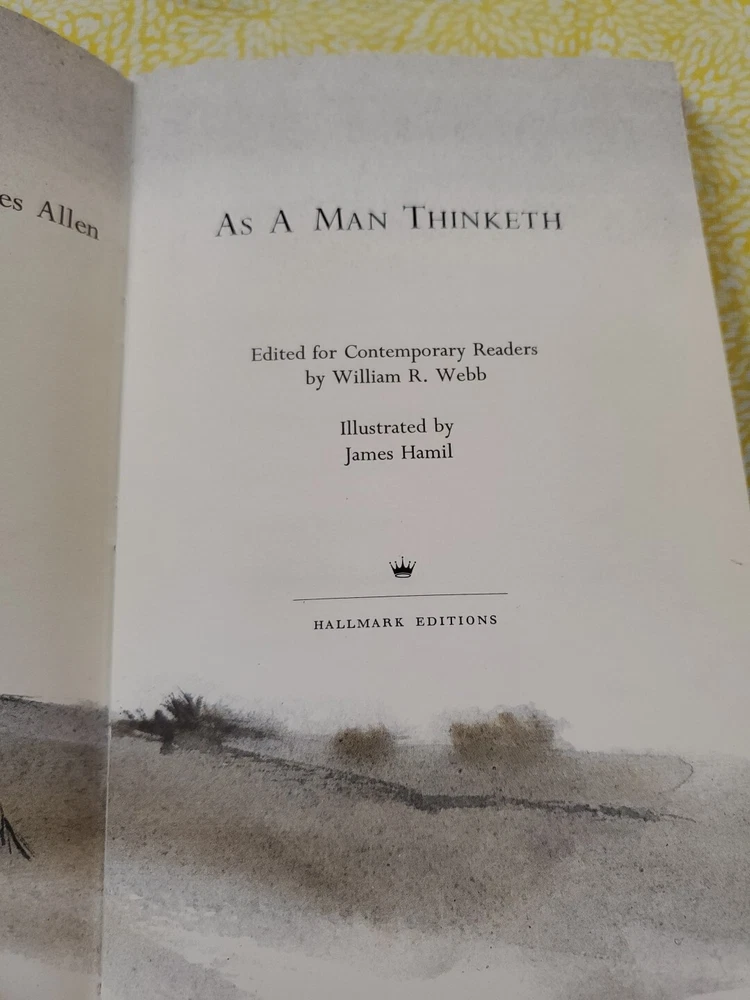 es Allen
As A Man Thinketh
Edited for Contemporary Readers
by William R. Webb
Illustrated by
James Hamil
HALLMARK EDITIONS